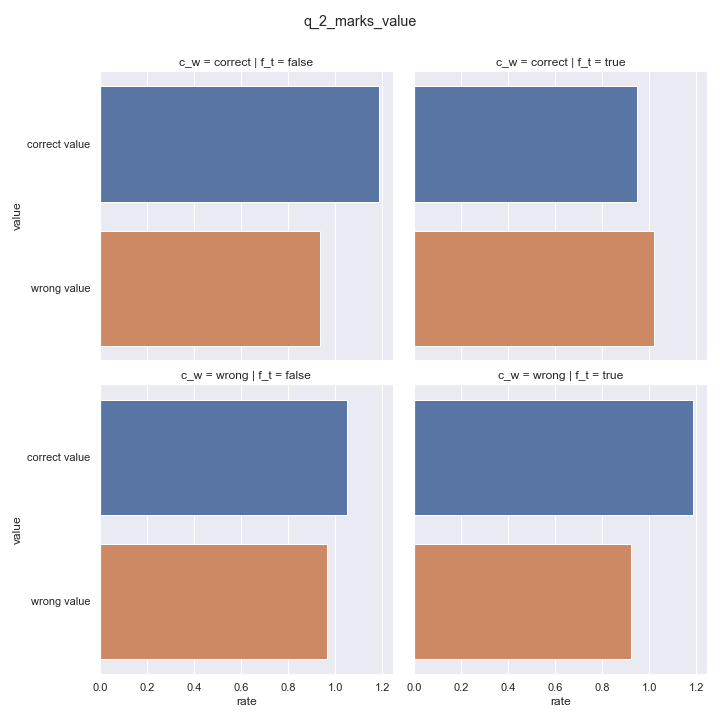 q_2_marks_value
c_w = correct | f_t = false
c_w = correct | f_t = true
correct value
value
wrong value
c_w = wrong | f_t = false
c_w = wrong | f_t = true
correct value
value
wrong value
0.0 0.2 0.4 0.6 0.8 1.0 1.2
0.0 0.2 0.4 0.6 0.8 1.0 1.2
rate
rate